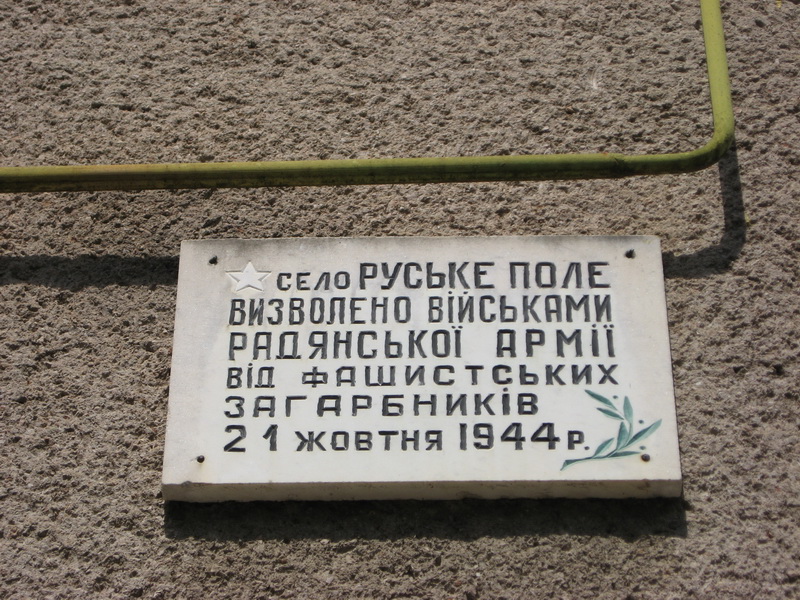 село РУСЬКЕ ПОЛЕ
ВИЗВОЛЕНО ВІЙСЬКАМИ
РАДЯНСЬКОЇ АРМІЇ
ВІД ФАШИСТСЬКИХ
ЗАГАРБНИКІВ
21 жовтня 1944 р.